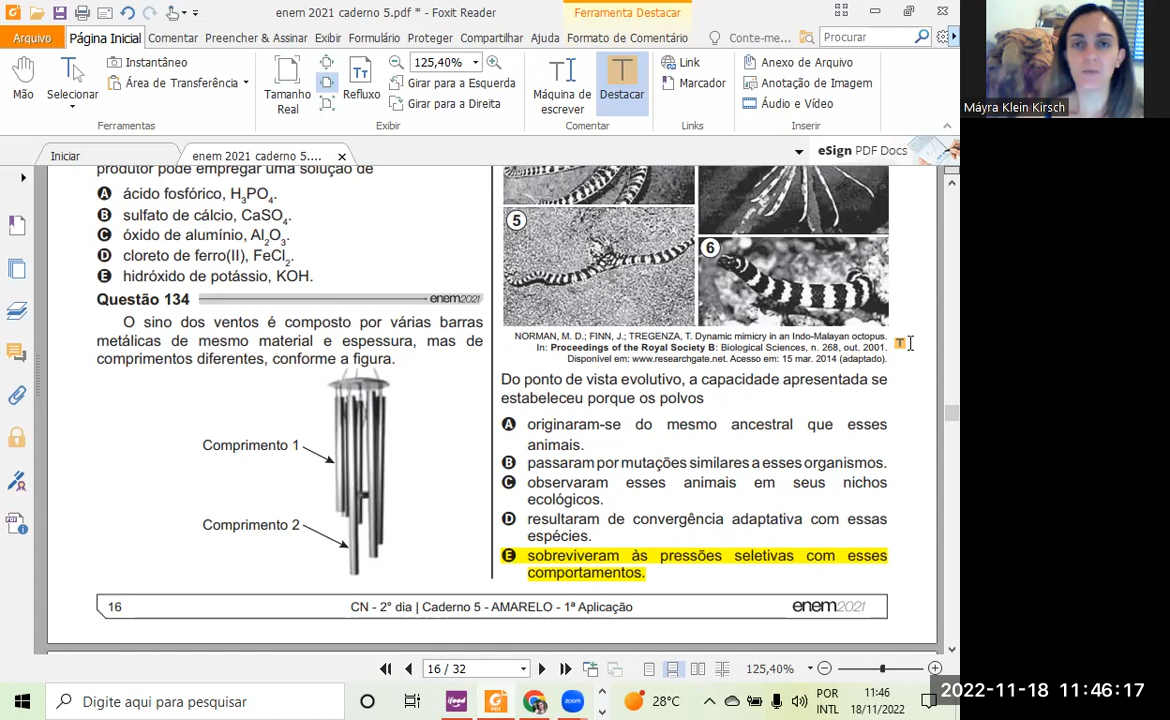 enem 2021 caderno 5.pdf * - Foxit Reader
Ferramenta Destacar
Arquivo
Página Inicial
Comentar
Preencher & Assinar
Exibir
Formulário
Proteger
Compartilhar
Ajuda
Formato de Comentário
Conte-me...
Procurar
Mão
Selecionar
Instantâneo
Área de Transferência
Ferramentas
Tamanho
Real
Refluxo
125,40%
Girar para a Esquerda
Girar para a Direita
Exibir
Máquina de
escrever
Destacar
Comentar
Link
Marcador
Links
Anexo de Arquivo
Anotação de Imagem
Áudio e Vídeo
Inserir
Máyra Klein Kirsch
Iniciar
enem 2021 caderno 5....
eSign PDF Docs
produtor pode empregar uma solução de
A ácido fosfórico, H3PO4.
B sulfato de cálcio, CaSO4.
C óxido de alumínio, Al2O3.
D cloreto de ferro(II), FeCl2.
E hidróxido de potássio, KOH.
Questão 134
enem2021
O sino dos ventos é composto por várias barras
metálicas de mesmo material e espessura, mas de
comprimentos diferentes, conforme a figura.
Comprimento 1
Comprimento 2
5
6
NORMAN, M. D.; FINN, J.; TREGENZA, T. Dynamic mimicry in an Indo-Malayan octopus.
In: Proceedings of the Royal Society B: Biological Sciences, n. 268, out. 2001.
Disponível em: www.researchgate.net. Acesso em: 15 mar. 2014 (adaptado).
Do ponto de vista evolutivo, a capacidade apresentada se
estabeleceu porque os polvos
A originaram-se do mesmo ancestral que esses
animais.
B passaram por mutações similares a esses organismos.
C observaram esses animais em seus nichos
ecológicos.
D resultaram de convergência adaptativa com essas
espécies.
E sobreviveram às pressões seletivas com esses
comportamentos.
16
CN - 2° dia | Caderno 5 - AMARELO - 1ª Aplicação
enem2021
16 / 32
125,40%
Digite aqui para pesquisar
ifood
zoom
28°C
POR
INTL
11:46
18/11/2022
2022-11-18 11:46:17